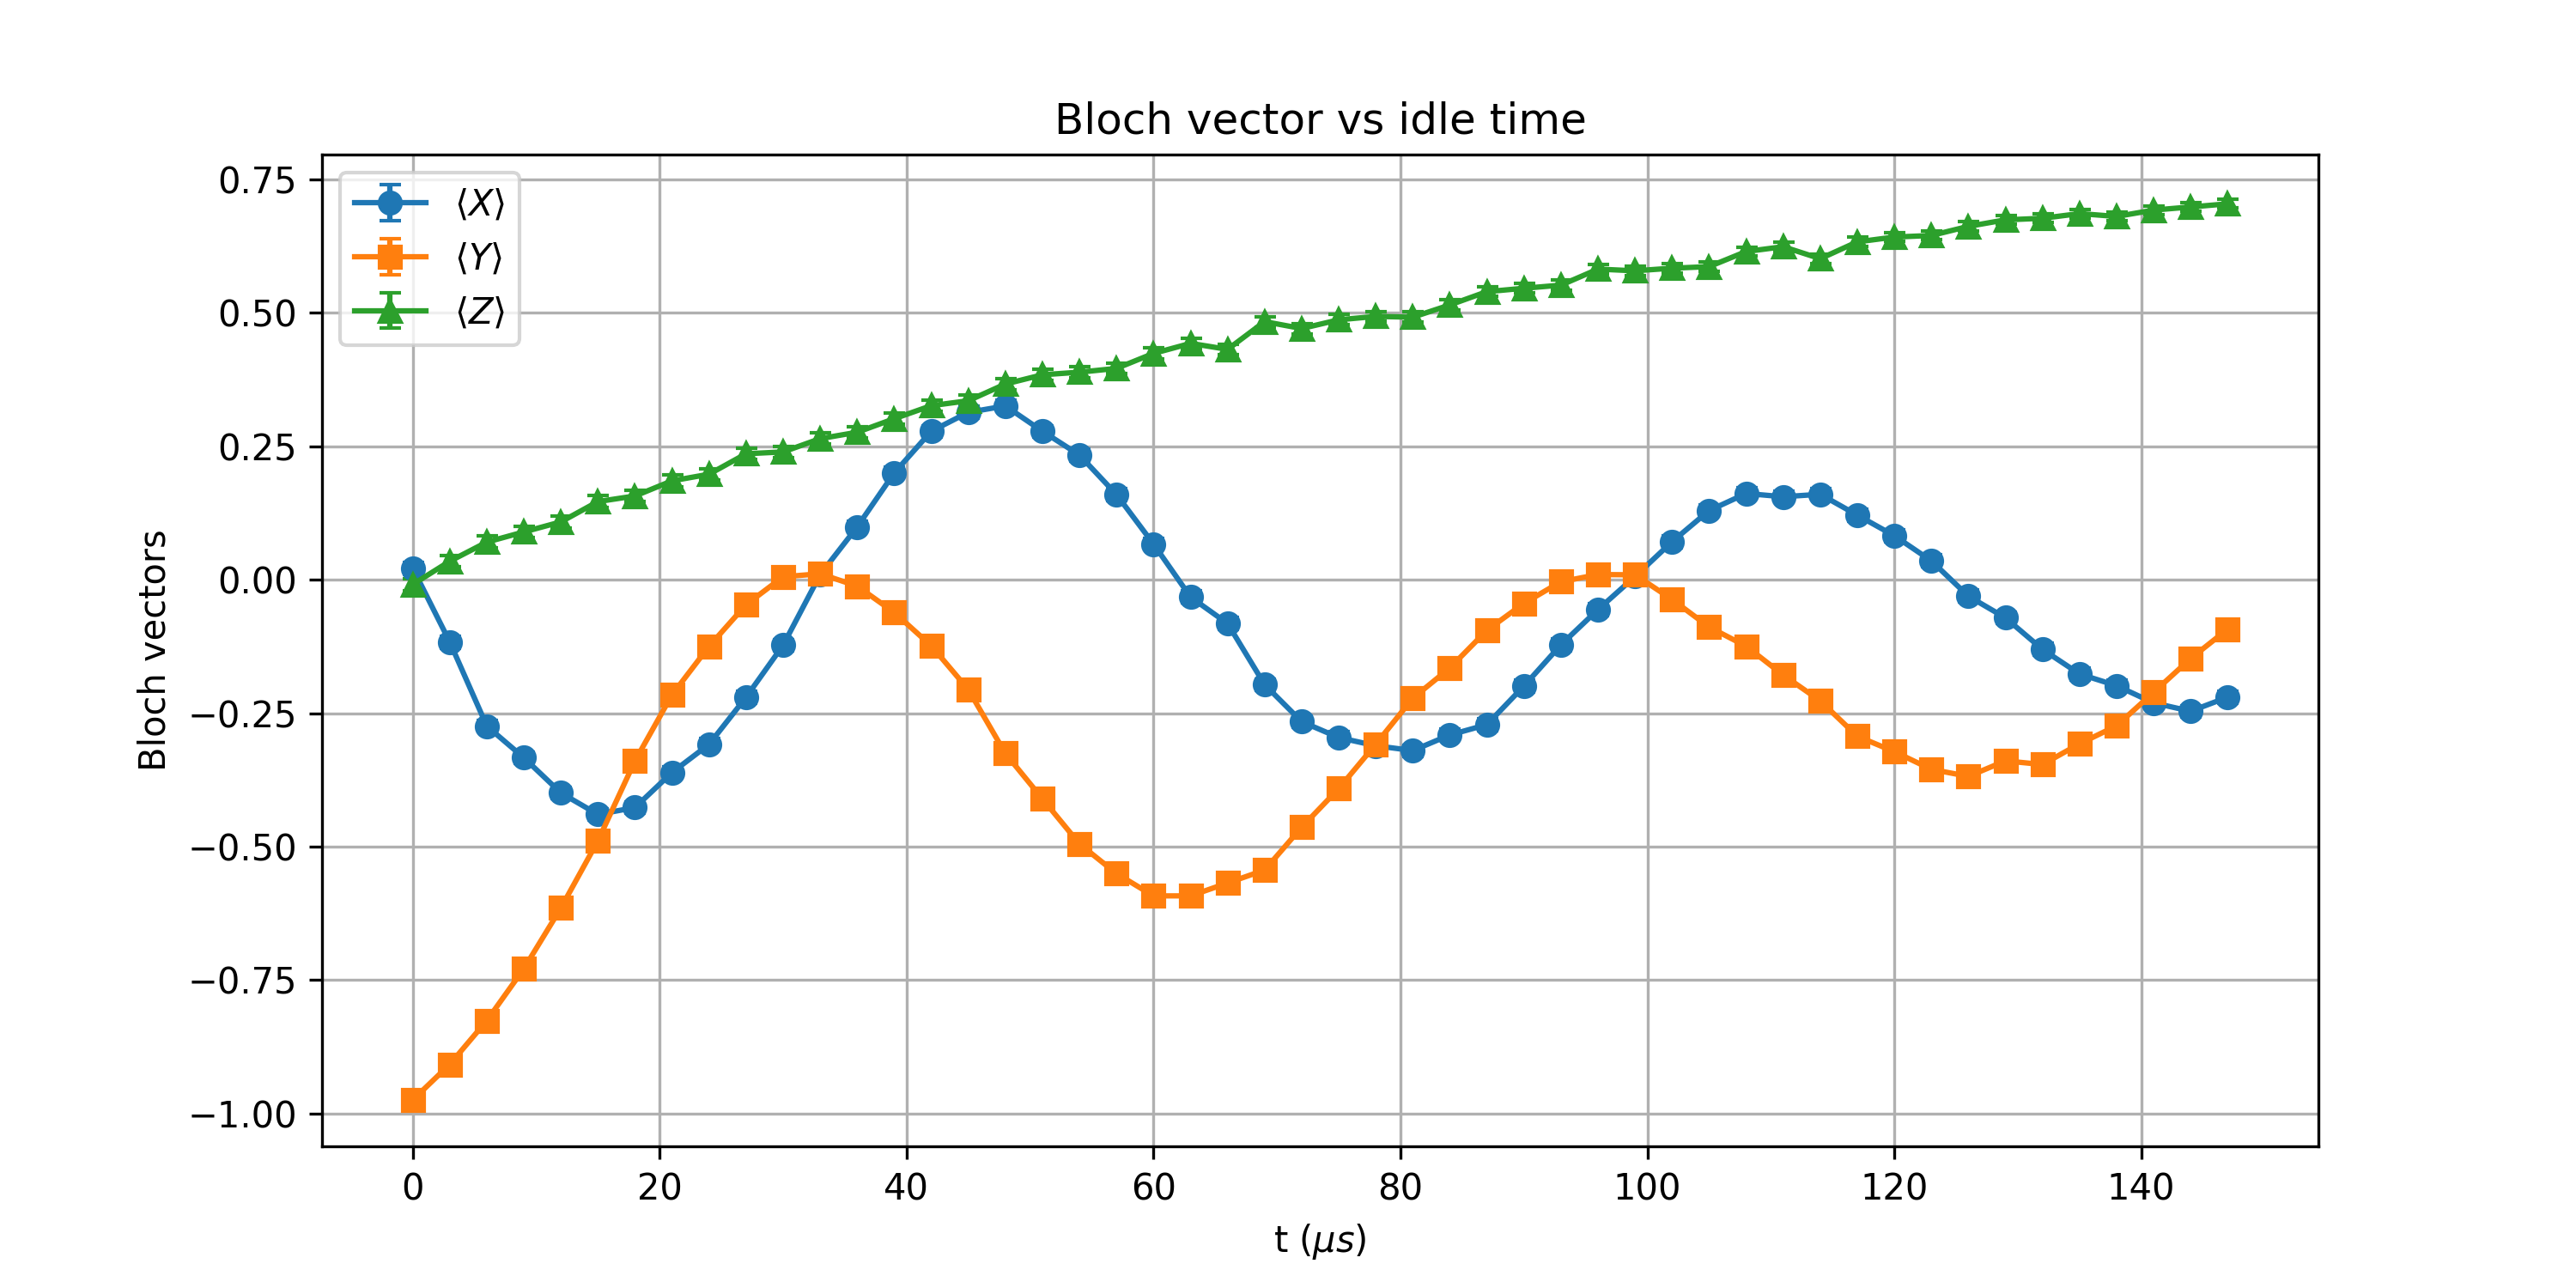 Bloch vector vs idle time
0.75
0.50
0.25
0.00
−0.25
−0.50
−0.75
−1.00
Bloch vectors
⟨X⟩
⟨Y⟩
⟨Z⟩
0 20 40 60 80 100 120 140
t (μs)